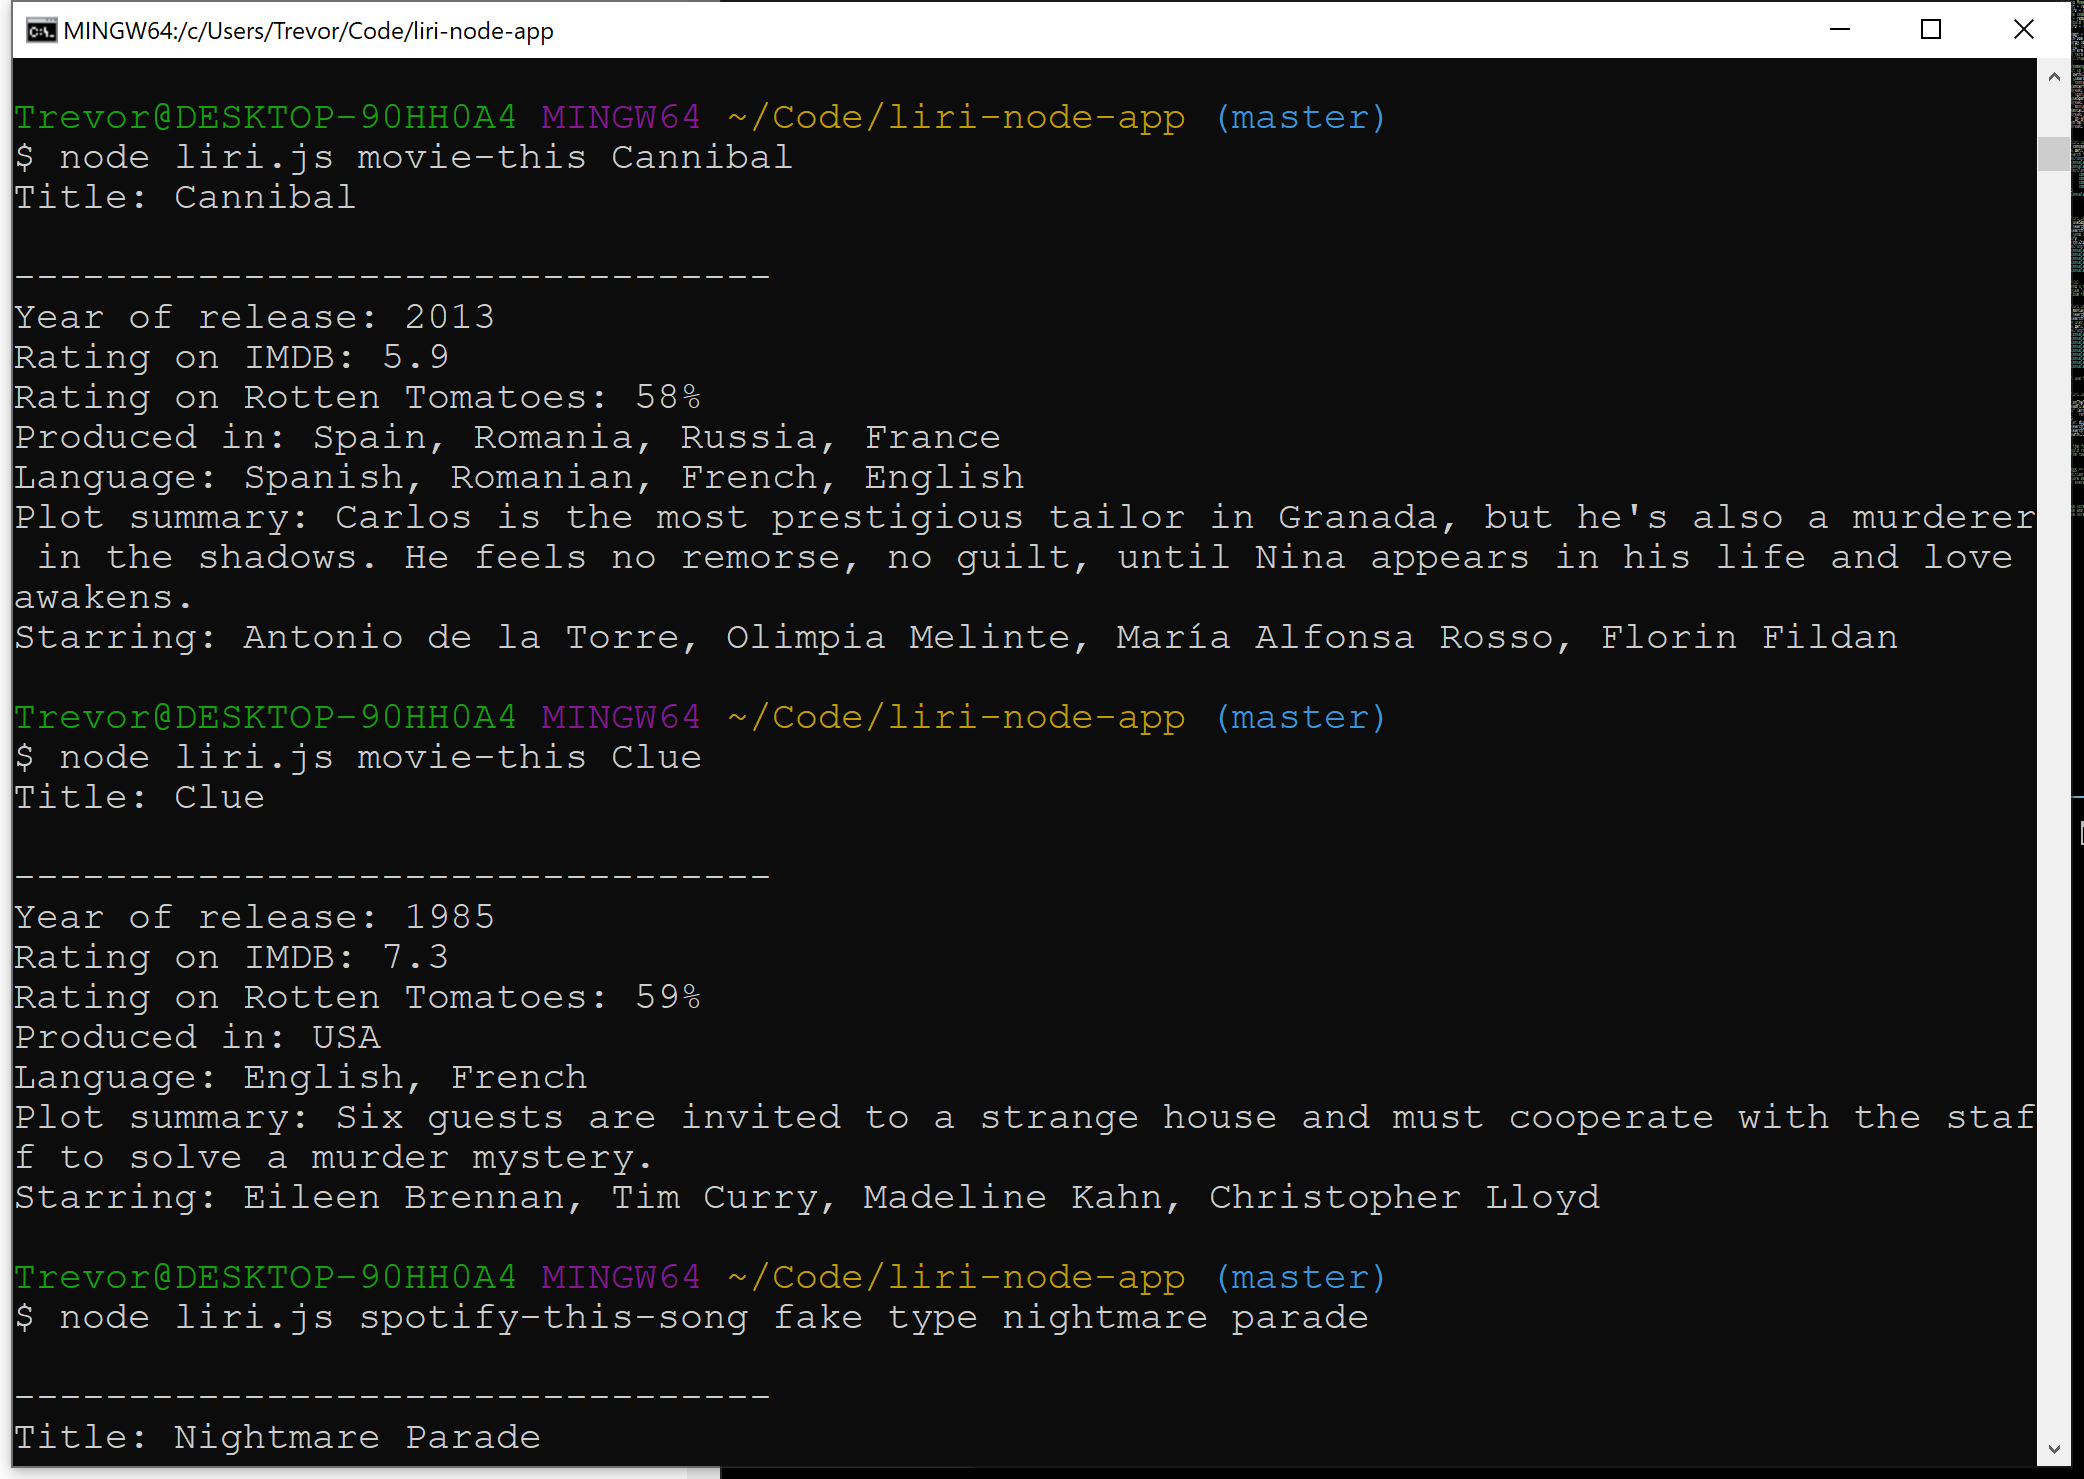 MINGW64:/c/Users/Trevor/Code/liri-node-app
Trevor@DESKTOP-90HH0A4 MINGW64 ~/Code/liri-node-app (master)
$ node liri.js movie-this Cannibal
Title: Cannibal
---------------------------------
Year of release: 2013
Rating on IMDB: 5.9
Rating on Rotten Tomatoes: 58%
Produced in: Spain, Romania, Russia, France
Language: Spanish, Romanian, French, English
Plot summary: Carlos is the most prestigious tailor in Granada, but he's also a murderer
 in the shadows. He feels no remorse, no guilt, until Nina appears in his life and love
awakens.
Starring: Antonio de la Torre, Olimpia Melinte, María Alfonsa Rosso, Florin Fildan
Trevor@DESKTOP-90HH0A4 MINGW64 ~/Code/liri-node-app (master)
$ node liri.js movie-this Clue
Title: Clue
---------------------------------
Year of release: 1985
Rating on IMDB: 7.3
Rating on Rotten Tomatoes: 59%
Produced in: USA
Language: English, French
Plot summary: Six guests are invited to a strange house and must cooperate with the staf
f to solve a murder mystery.
Starring: Eileen Brennan, Tim Curry, Madeline Kahn, Christopher Lloyd
Trevor@DESKTOP-90HH0A4 MINGW64 ~/Code/liri-node-app (master)
$ node liri.js spotify-this-song fake type nightmare parade
---------------------------------
Title: Nightmare Parade